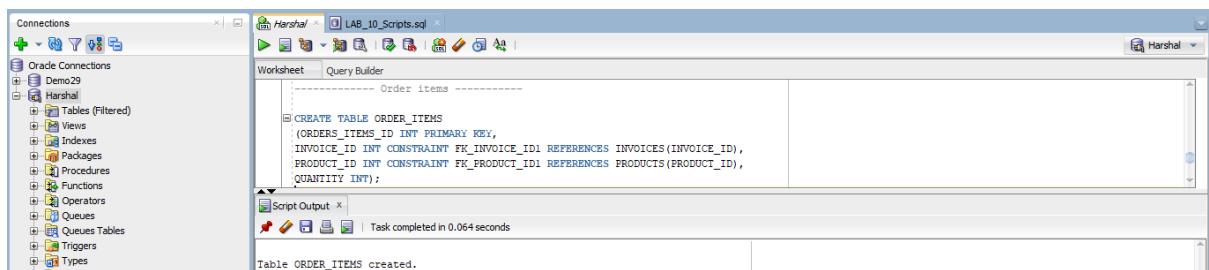 Connections
Oracle Connections
Demo29
Harshal
Tables (Filtered)
Views
Indexes
Packages
Procedures
Functions
Operators
Queues
Queues Tables
Triggers
Types
Harshal
LAB_10_Scripts.sql
Harshal
Worksheet Query Builder
------------- Order items -----------
CREATE TABLE ORDER_ITEMS
(ORDERS_ITEMS_ID INT PRIMARY KEY,
INVOICE_ID INT CONSTRAINT FK_INVOICE_ID1 REFERENCES INVOICES(INVOICE_ID),
PRODUCT_ID INT CONSTRAINT FK_PRODUCT_ID1 REFERENCES PRODUCTS(PRODUCT_ID),
QUANTITY INT);
Script Output
Task completed in 0.064 seconds
Table ORDER_ITEMS created.